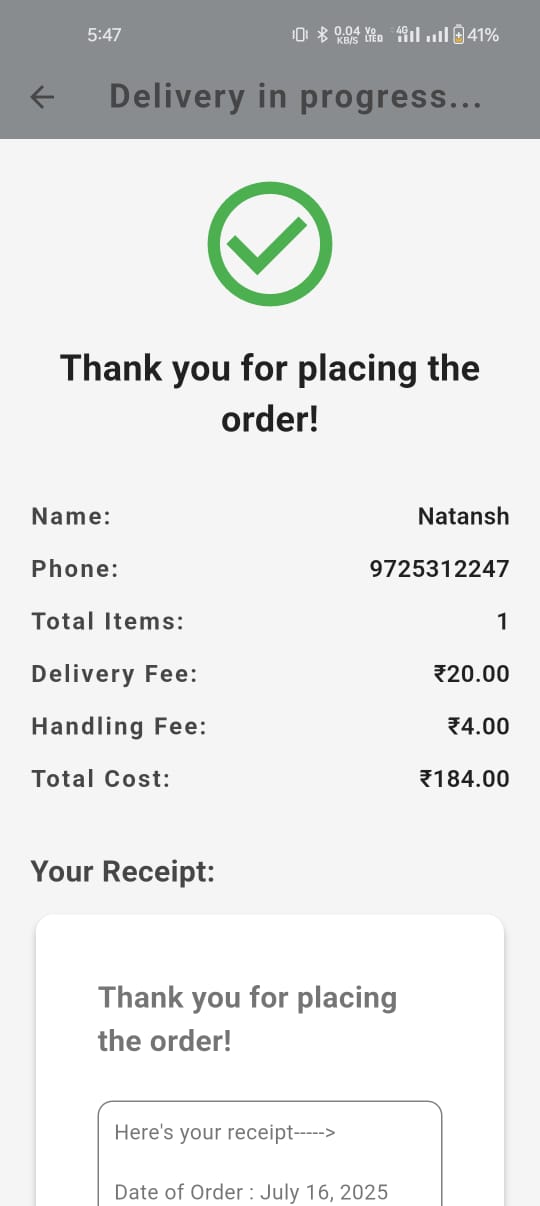 5:47 0.04 KB/S Vo LTE 4G 41%
Delivery in progress...
Thank you for placing the
order!
Name: Natansh
Phone: 9725312247
Total Items: 1
Delivery Fee: ₹20.00
Handling Fee: ₹4.00
Total Cost: ₹184.00
Your Receipt:
Thank you for placing
the order!
Here's your receipt----->
Date of Order : July 16, 2025